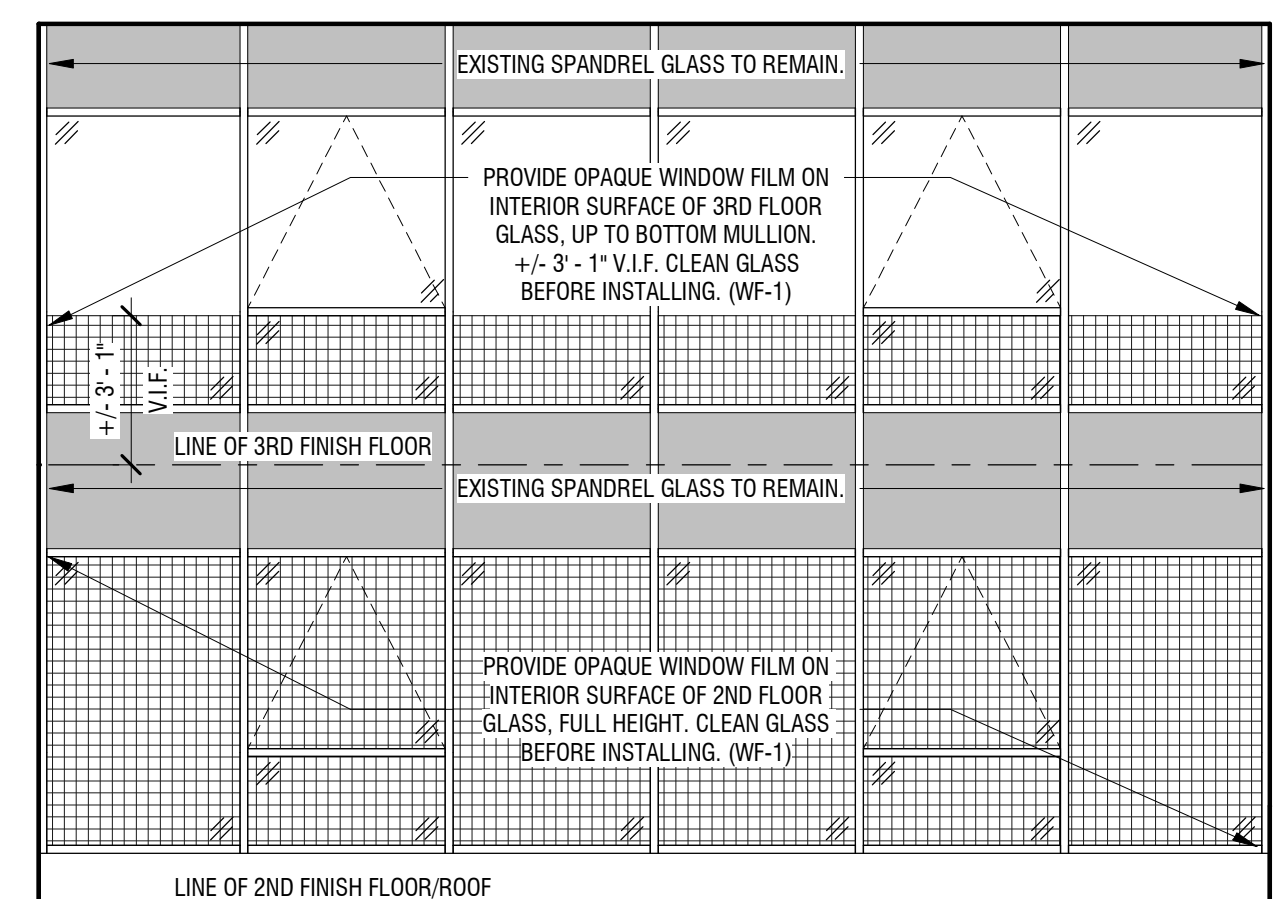 EXISTING SPANDREL GLASS TO REMAIN.
PROVIDE OPAQUE WINDOW FILM ON
INTERIOR SURFACE OF 3RD FLOOR
GLASS, UP TO BOTTOM MULLION.
+/- 3' - 1" V.I.F. CLEAN GLASS
BEFORE INSTALLING. (WF-1)
+/- 3' - 1"
V.I.F.
LINE OF 3RD FINISH FLOOR
EXISTING SPANDREL GLASS TO REMAIN.
PROVIDE OPAQUE WINDOW FILM ON
INTERIOR SURFACE OF 2ND FLOOR
GLASS, FULL HEIGHT. CLEAN GLASS
BEFORE INSTALLING. (WF-1)
LINE OF 2ND FINISH FLOOR/ROOF